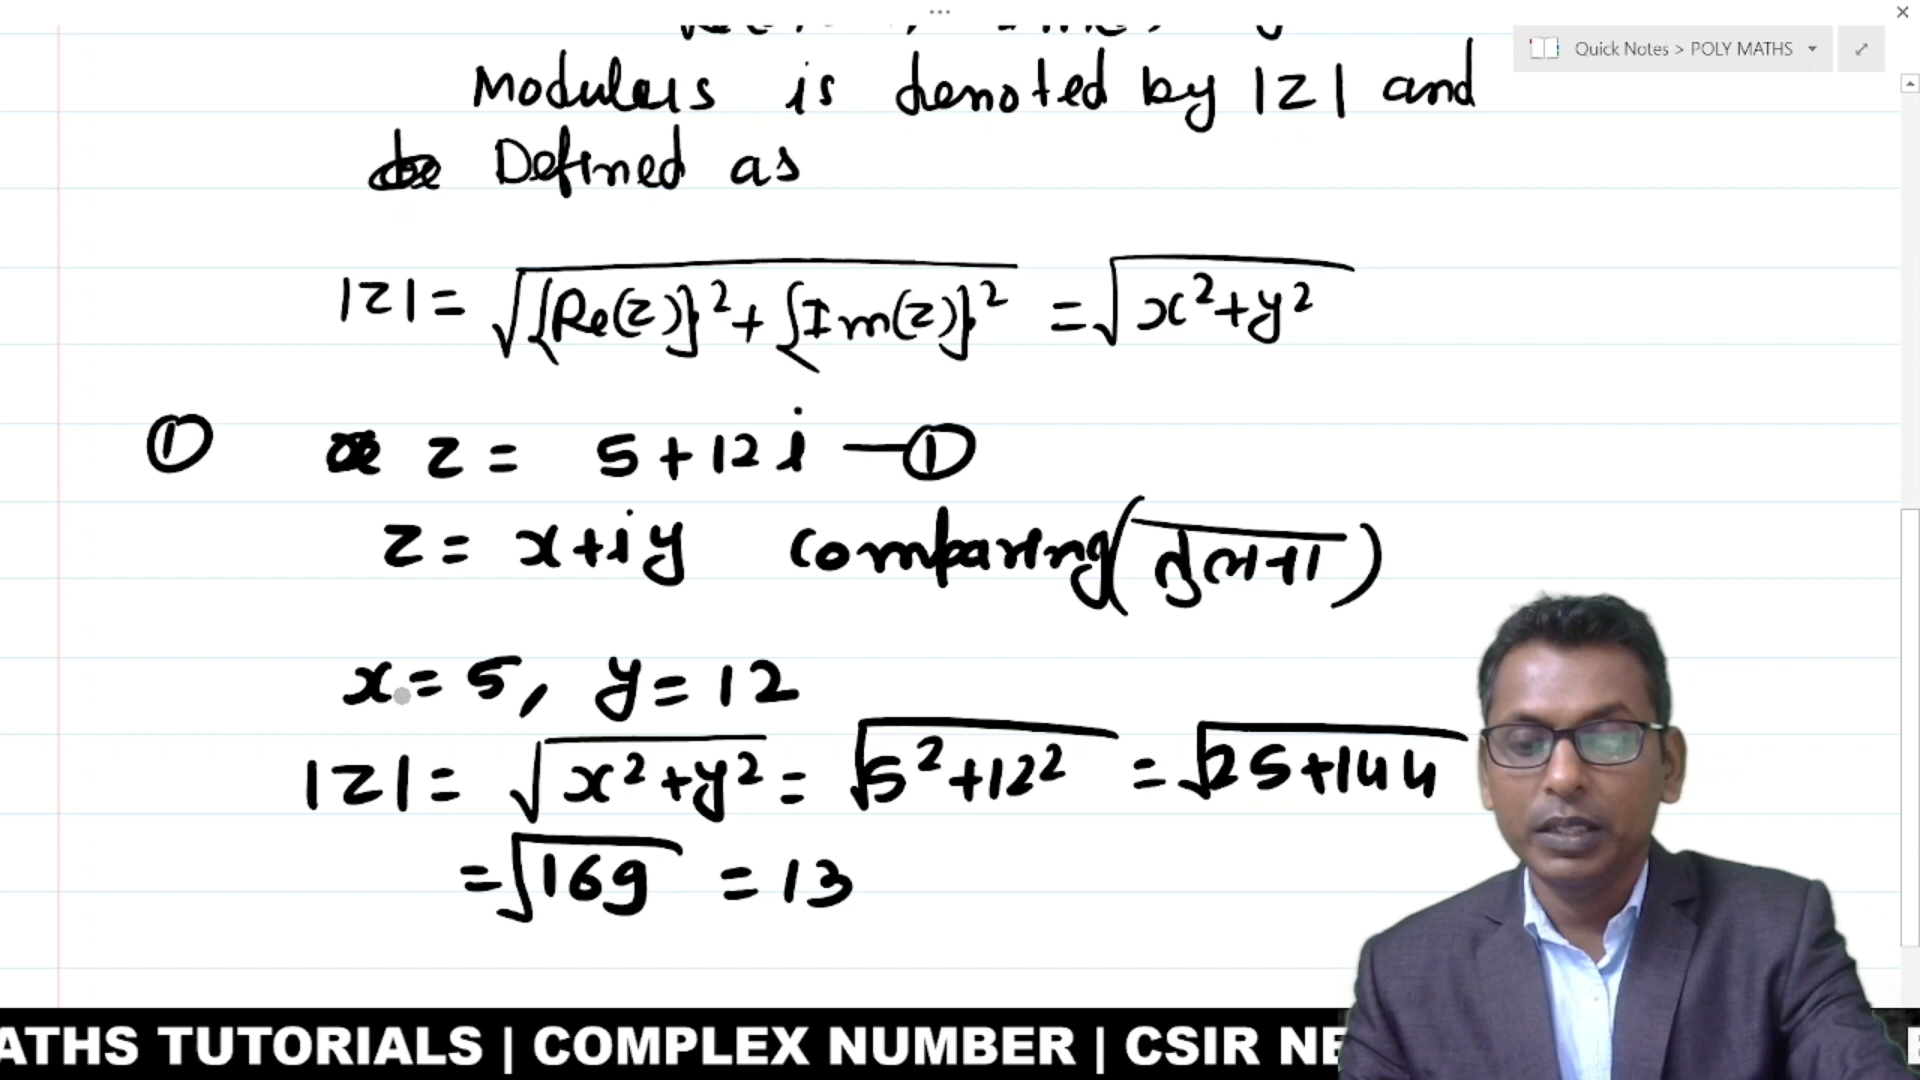 Quick Notes > POLY MATHS
Modulus is denoted by |z| and
Defined as
|z| = √{Re(z)}² + {Im(z)}² = √x²+y²
① z = 5+12i —①
z = x+iy comparing (तुलना)
x = 5, y = 12
|z| = √x²+y² = √5²+12² = √25+144
= √169 = 13
ATHS TUTORIALS | COMPLEX NUMBER | CSIR NE